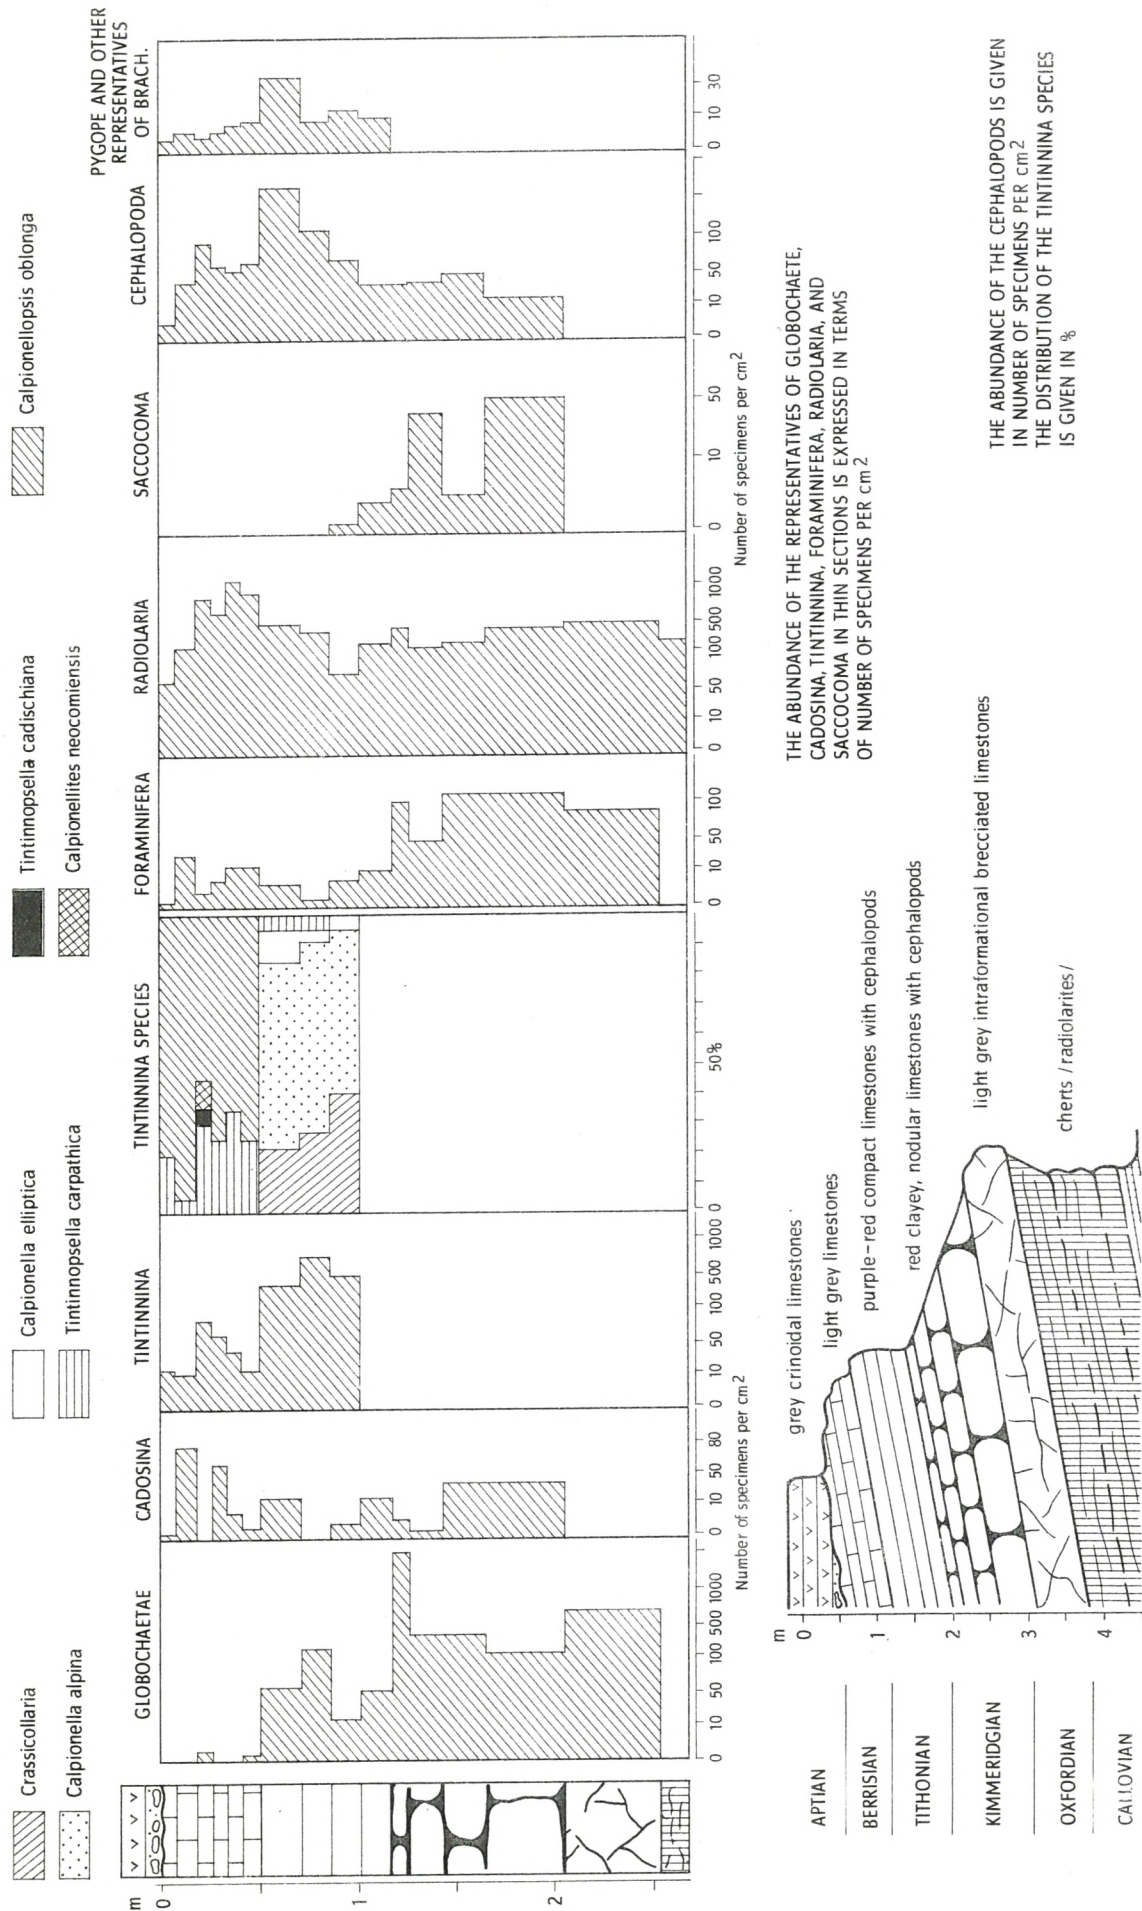 Crassicollaria
Calpionella elliptica
Tintinnopsella cadischiana
Calpionellopsis oblonga
Calpionella alpina
Tintinnopsella carpathica
Calpionellites neocomiensis
GLOBOCHAETAE
CADOSINA
TINTINNINA
TINTINNINA SPECIES
FORAMINIFERA
RADIOLARIA
SACCOCOMA
CEPHALOPODA
PYGOPE AND OTHER
REPRESENTATIVES
OF BRACH.
m
0
1
2
0 10 50 100 500 1000
0 10 50 80
0 10 50 100 500 1000
0 50%
0 10 50 100
0 10 50 100 500 1000
0 10 50
0 10 50 100
0 10 30
Number of specimens per cm2
Number of specimens per cm2
m
0
1
2
3
4
APTIAN
BERRISIAN
TITHONIAN
KIMMERIDGIAN
OXFORDIAN
CALLOVIAN
grey crinoidal limestones
light grey limestones
purple-red compact limestones with cephalopods
red clayey, nodular limestones with cephalopods
light grey intraformational brecciated limestones
cherts /radiolarites/
THE ABUNDANCE OF THE REPRESENTATIVES OF GLOBOCHAETE,
CADOSINA, TINTINNINA, FORAMINIFERA, RADIOLARIA, AND
SACCOCOMA IN THIN SECTIONS IS EXPRESSED IN TERMS
OF NUMBER OF SPECIMENS PER cm2
THE ABUNDANCE OF THE CEPHALOPODS IS GIVEN
IN NUMBER OF SPECIMENS PER cm2
THE DISTRIBUTION OF THE TINTINNINA SPECIES
IS GIVEN IN %